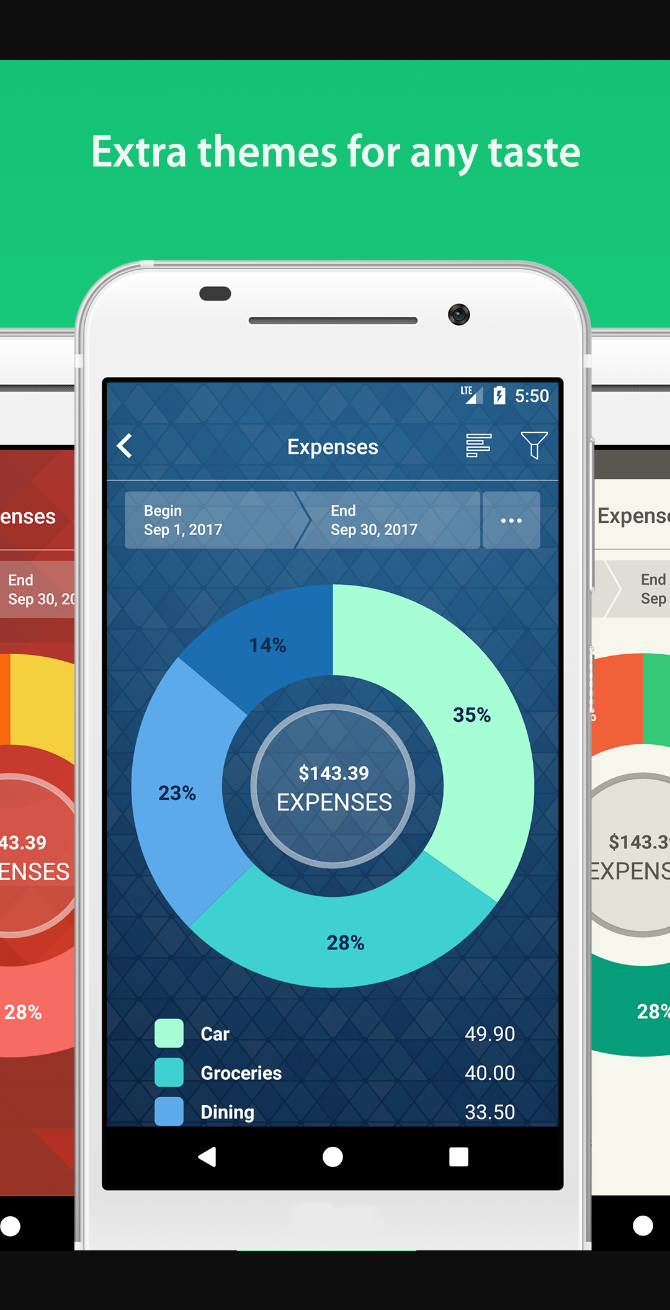 Extra themes for any taste
LTE 5:50
Expenses
Begin
Sep 1, 2017
End
Sep 30, 2017
14%
35%
23%
$143.39
EXPENSES
28%
Car 49.90
Groceries 40.00
Dining 33.50
enses
End
Sep 30, 20
43.39
ENSES
28%
Expense
End
Sep
$143.3
EXPENS
28%